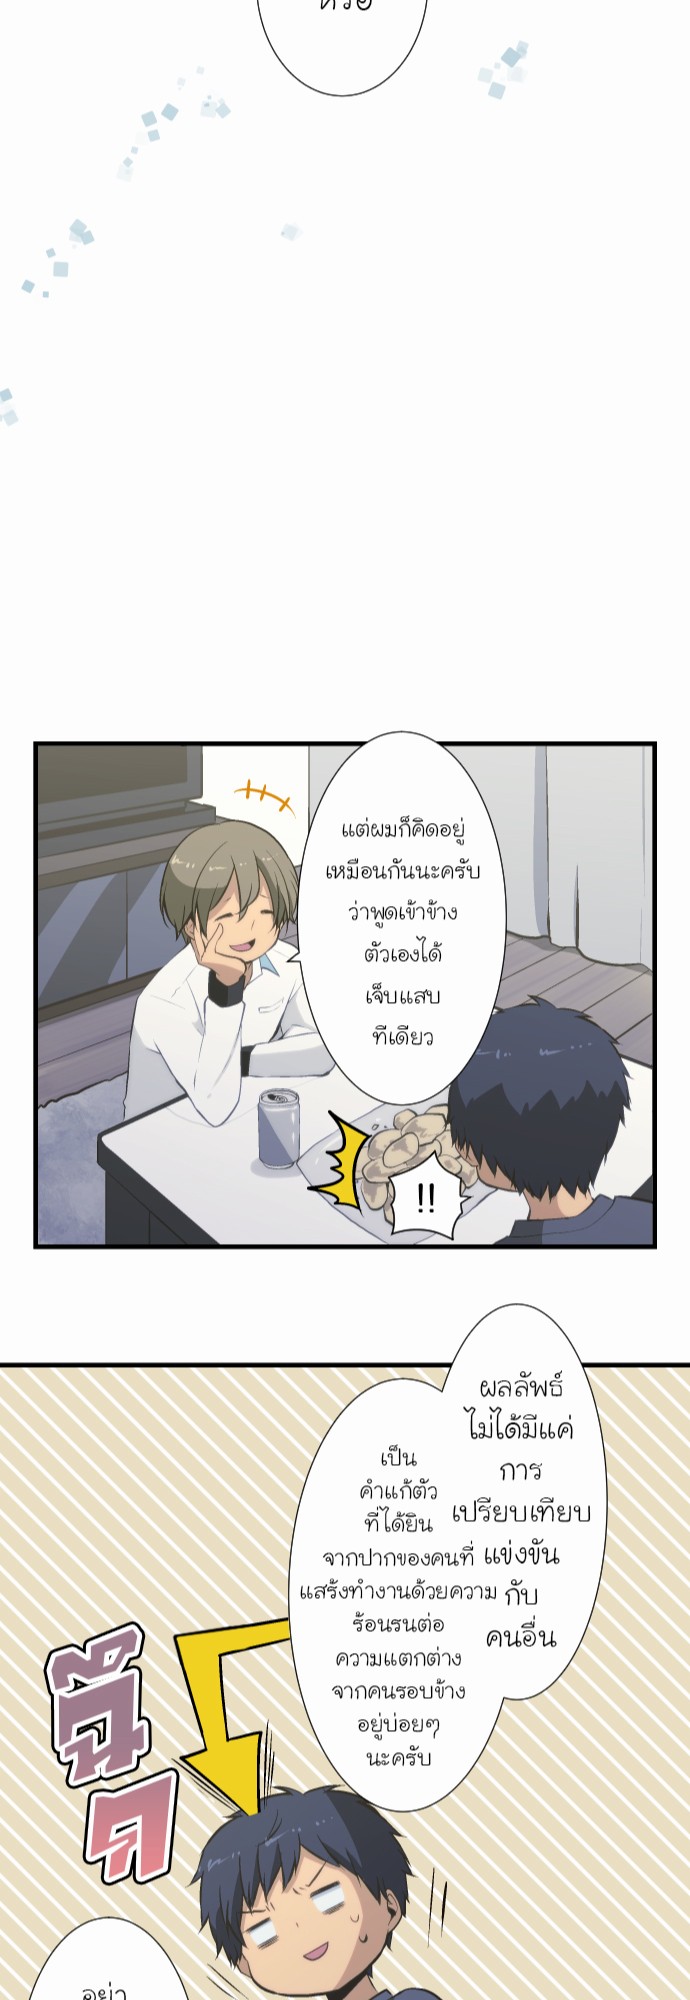 หรือ
แต่ผมก็คิดอยู่
เหมือนกันนะครับ
ว่าพูดเข้าข้าง
ตัวเองได้
เจ็บแสบ
ทีเดียว
!!
ผลลัพธ์
ไม่ได้มีแค่
การ
เปรียบเทียบ
แข่งขัน
กับ
คนอื่น
เป็น
คำแก้ตัว
ที่ได้ยิน
จากปากของคนที่
แสร้งทำงานด้วยความ
ร้อนรนต่อ
ความแตกต่าง
จากคนรอบข้าง
อยู่บ่อยๆ
นะครับ
อึ๊ด
อย่า